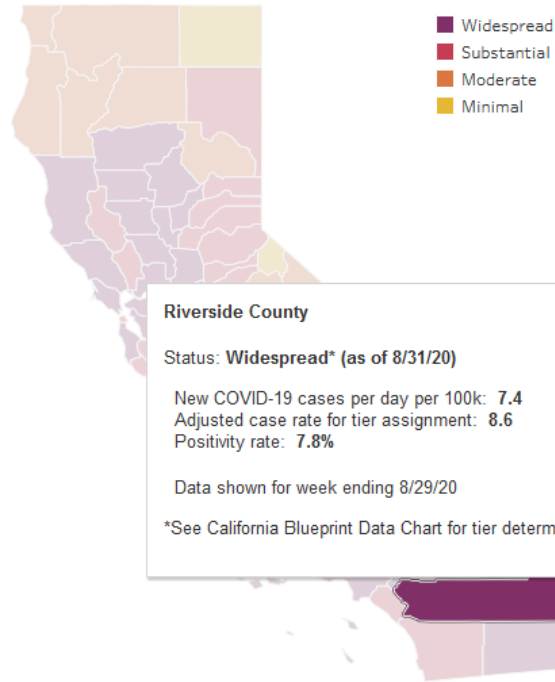 Widespread
Substantial
Moderate
Minimal
Riverside County
Status: Widespread* (as of 8/31/20)
New COVID-19 cases per day per 100k: 7.4
Adjusted case rate for tier assignment: 8.6
Positivity rate: 7.8%
Data shown for week ending 8/29/20
*See California Blueprint Data Chart for tier determ